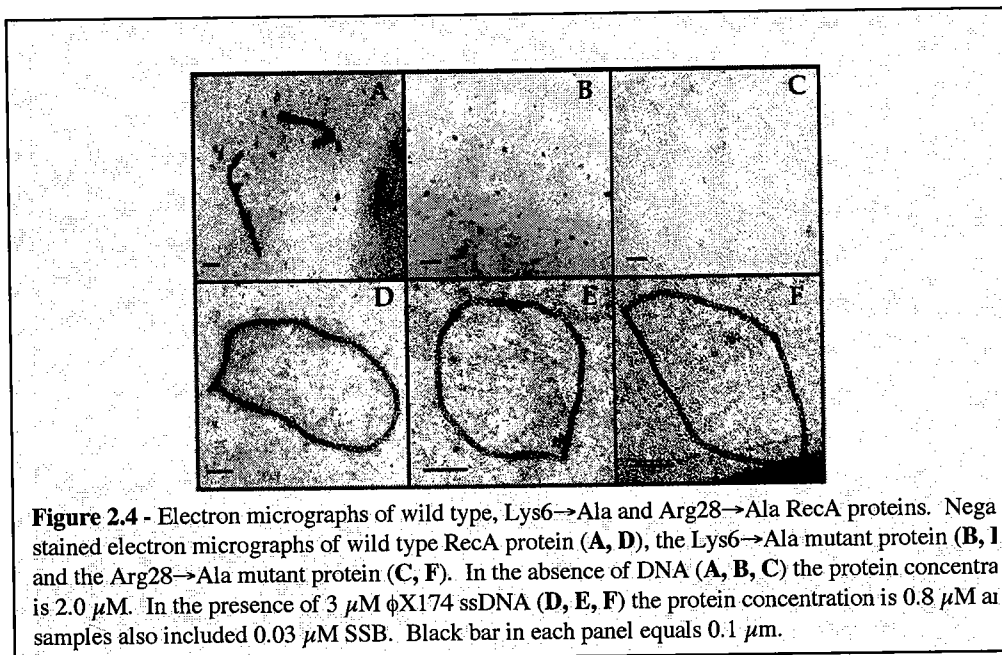 A B C
D E F
Figure 2.4 - Electron micrographs of wild type, Lys6→Ala and Arg28→Ala RecA proteins. Nega
stained electron micrographs of wild type RecA protein (A, D), the Lys6→Ala mutant protein (B,
and the Arg28→Ala mutant protein (C, F). In the absence of DNA (A, B, C) the protein concentra
is 2.0 μM. In the presence of 3 μM ϕX174 ssDNA (D, E, F) the protein concentration is 0.8 μM
samples also included 0.03 μM SSB. Black bar in each panel equals 0.1 μm.